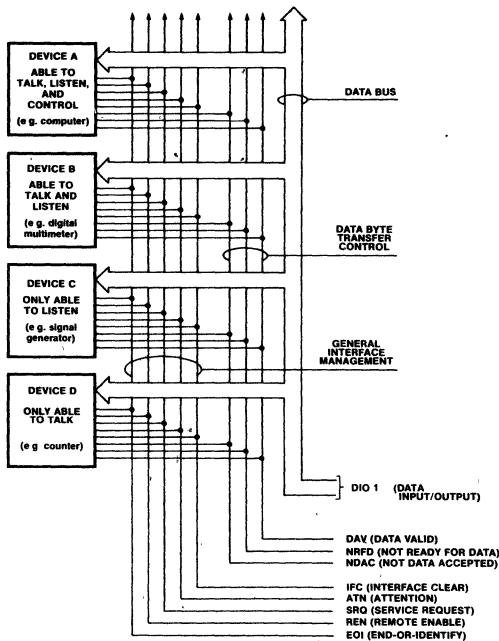 DEVICE A
ABLE TO
TALK, LISTEN,
AND
CONTROL
(e g. computer)
DATA BUS
DEVICE B
ABLE TO
TALK AND
LISTEN
(e g. digital
multimeter)
DATA BYTE
TRANSFER
CONTROL
DEVICE C
ONLY ABLE
TO LISTEN
(e g. signal
generator)
GENERAL
INTERFACE
MANAGEMENT
DEVICE D
ONLY ABLE
TO TALK
(e g counter)
DIO 1 (DATA
INPUT/OUTPUT)
DAV (DATA VALID)
NRFD (NOT READY FOR DATA)
NDAC (NOT DATA ACCEPTED)
IFC (INTERFACE CLEAR)
ATN (ATTENTION)
SRQ (SERVICE REQUEST)
REN (REMOTE ENABLE)
EOI (END-OR-IDENTIFY)